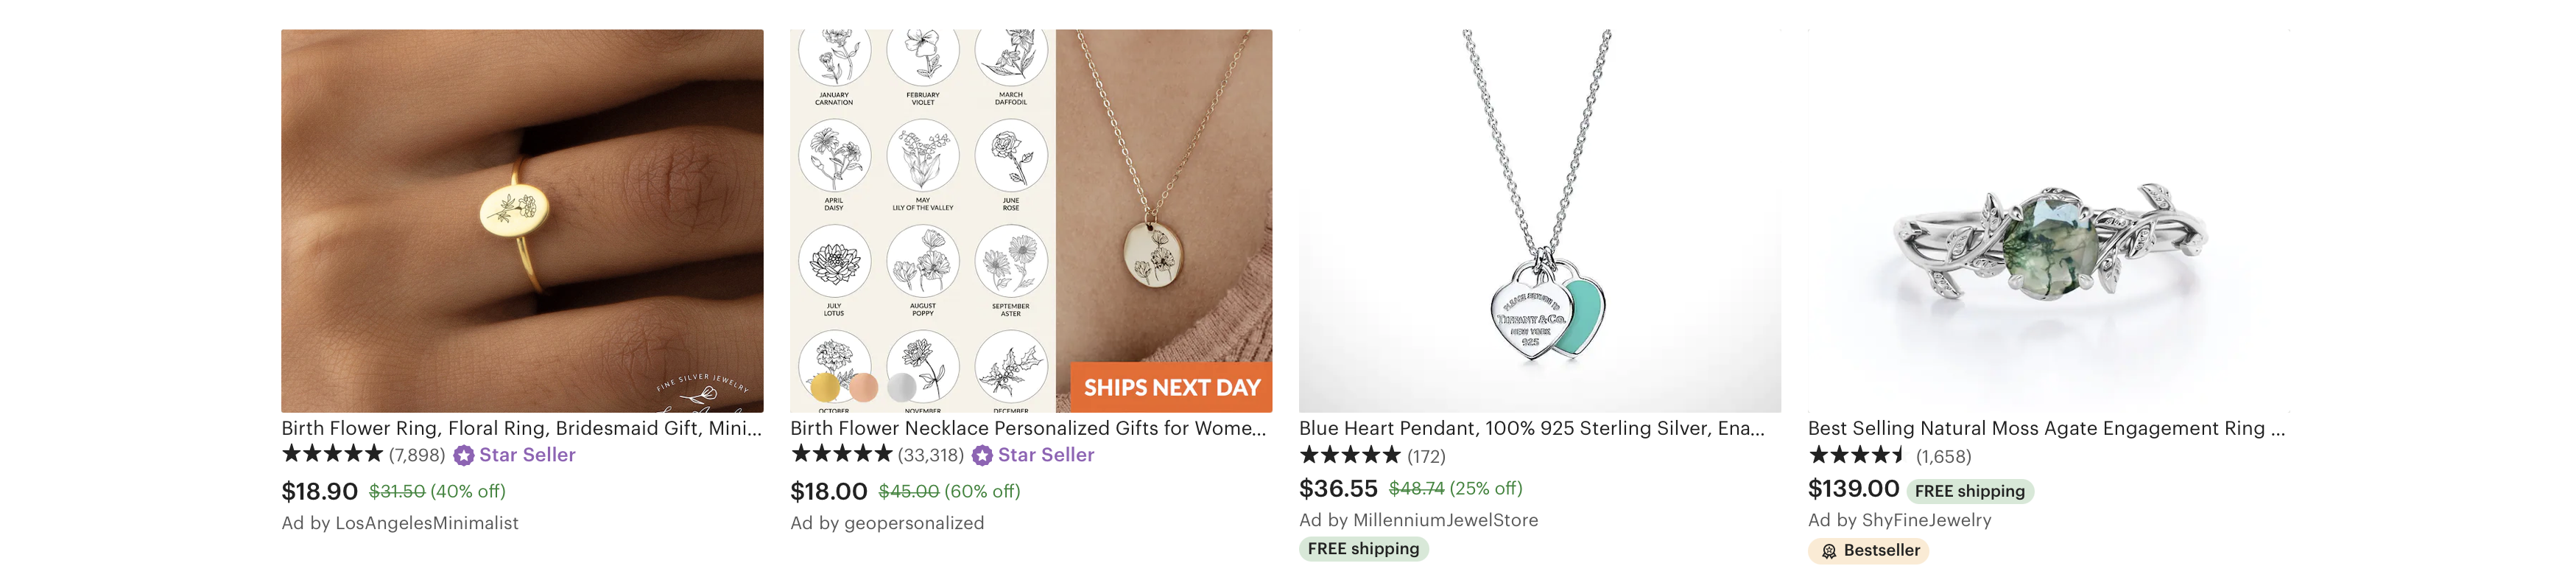 JANUARY
CARNATION
FEBRUARY
VIOLET
MARCH
DAFFODIL
APRIL
DAISY
MAY
LILY OF THE VALLEY
JUNE
ROSE
JULY
LOTUS
AUGUST
POPPY
SEPTEMBER
ASTER
OCTOBER
NOVEMBER
DECEMBER
SHIPS NEXT DAY
FINE SILVER JEWELRY
PLEASE RETURN TO
TIFFANY & Co.
NEW YORK
925
Birth Flower Ring, Floral Ring, Bridesmaid Gift, Mini...
(7,898) Star Seller
$18.90 $31.50 (40% off)
Ad by LosAngelesMinimalist
Birth Flower Necklace Personalized Gifts for Wome...
(33,318) Star Seller
$18.00 $45.00 (60% off)
Ad by geopersonalized
Blue Heart Pendant, 100% 925 Sterling Silver, Ena...
(172)
$36.55 $48.74 (25% off)
Ad by MillenniumJewelStore
FREE shipping
Best Selling Natural Moss Agate Engagement Ring ...
(1,658)
$139.00 FREE shipping
Ad by ShyFineJewelry
Bestseller